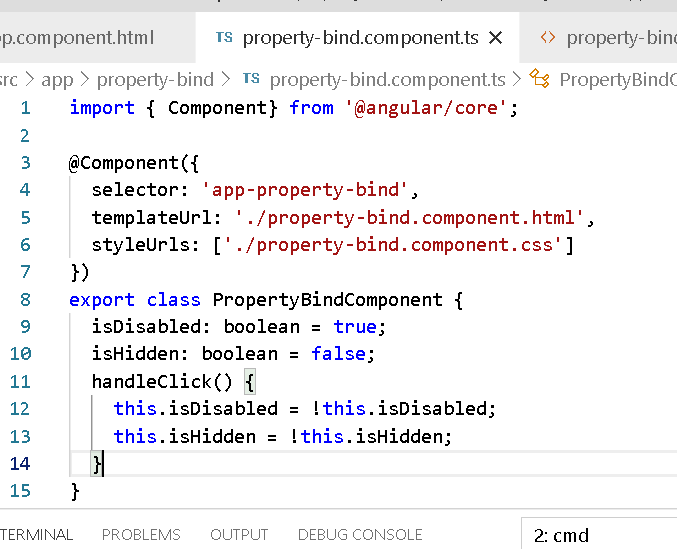 p.component.html TS property-bind.component.ts × <> property-bin
src > app > property-bind > TS property-bind.component.ts > PropertyBindC
1 import { Component} from '@angular/core';
2
3 @Component({
4 selector: 'app-property-bind',
5 templateUrl: './property-bind.component.html',
6 styleUrls: ['./property-bind.component.css']
7 })
8 export class PropertyBindComponent {
9 isDisabled: boolean = true;
10 isHidden: boolean = false;
11 handleClick() {
12 this.isDisabled = !this.isDisabled;
13 this.isHidden = !this.isHidden;
14 }
15 }
TERMINAL PROBLEMS OUTPUT DEBUG CONSOLE 2: cmd